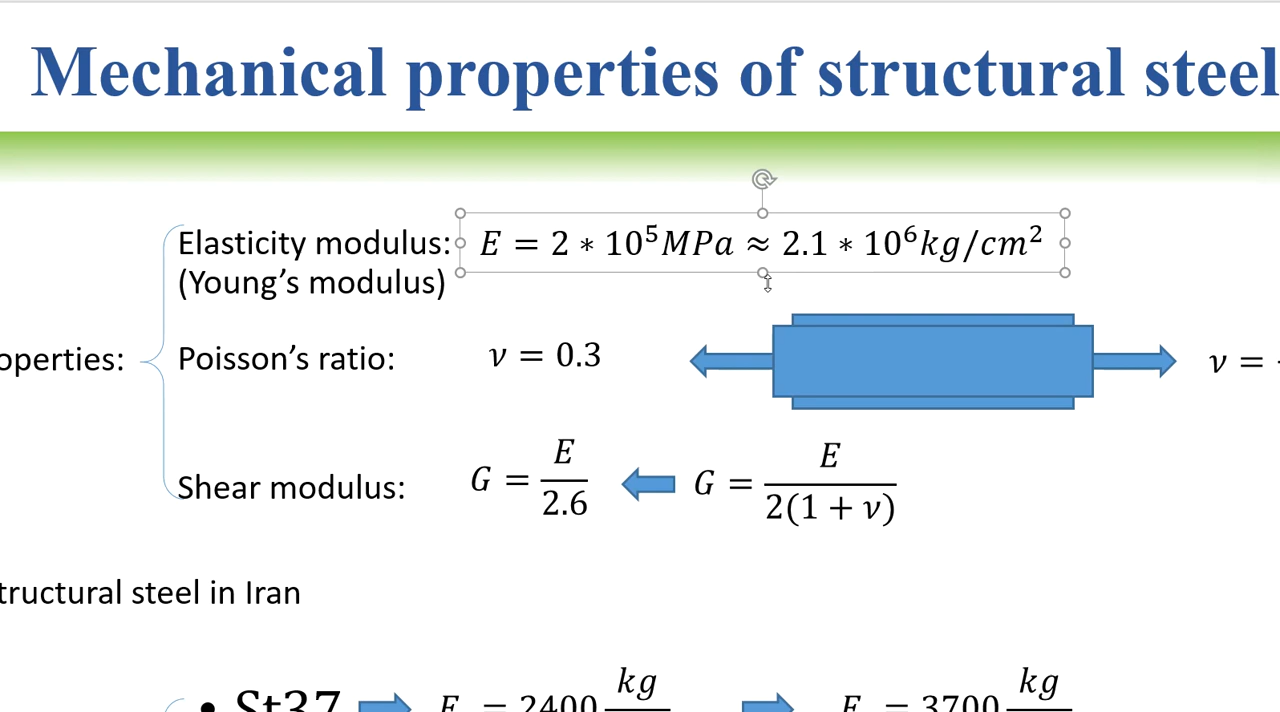 Mechanical properties of structural steel
Elasticity modulus: E = 2 * 10⁵MPa ≈ 2.1 * 10⁶kg/cm²
(Young’s modulus)
operties:
Poisson’s ratio: ν = 0.3
ν =
Shear modulus: G = E/2.6 G = E/2(1 + ν)
tructural steel in Iran
• St37 F = 2400 kg F = 3700 kg